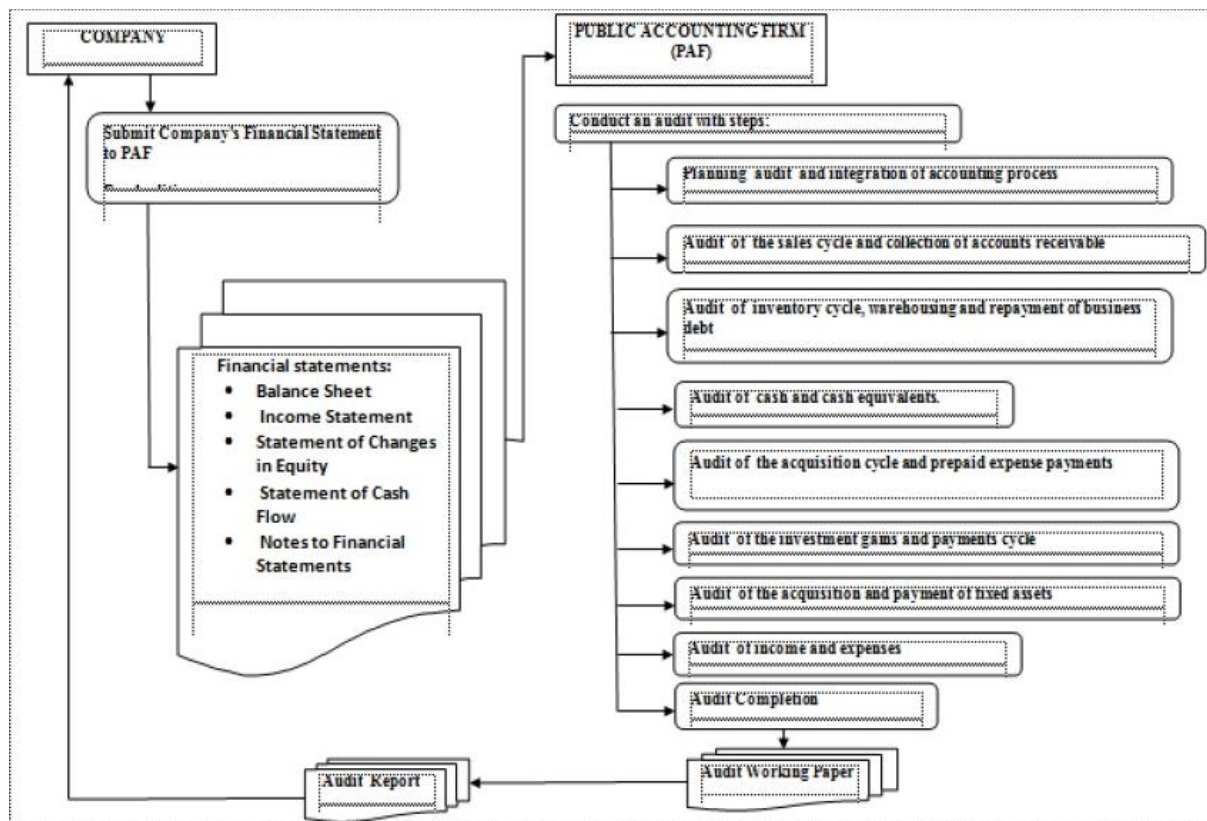 COMPANY
Submit Company's Financial Statement
to PAF
Financial statements:
• Balance Sheet
• Income Statement
• Statement of Changes
in Equity
• Statement of Cash
Flow
• Notes to Financial
Statements
PUBLIC ACCOUNTING FIRM
(PAF)
Conduct an audit with steps:
Planning audit and integration of accounting process
Audit of the sales cycle and collection of accounts receivable
Audit of inventory cycle, warehousing and repayment of business
debt
Audit of cash and cash equivalents.
Audit of the acquisition cycle and prepaid expense payments
Audit of the investment gains and payments cycle
Audit of the acquisition and payment of fixed assets
Audit of income and expenses
Audit Completion
Audit Working Paper
Audit Report